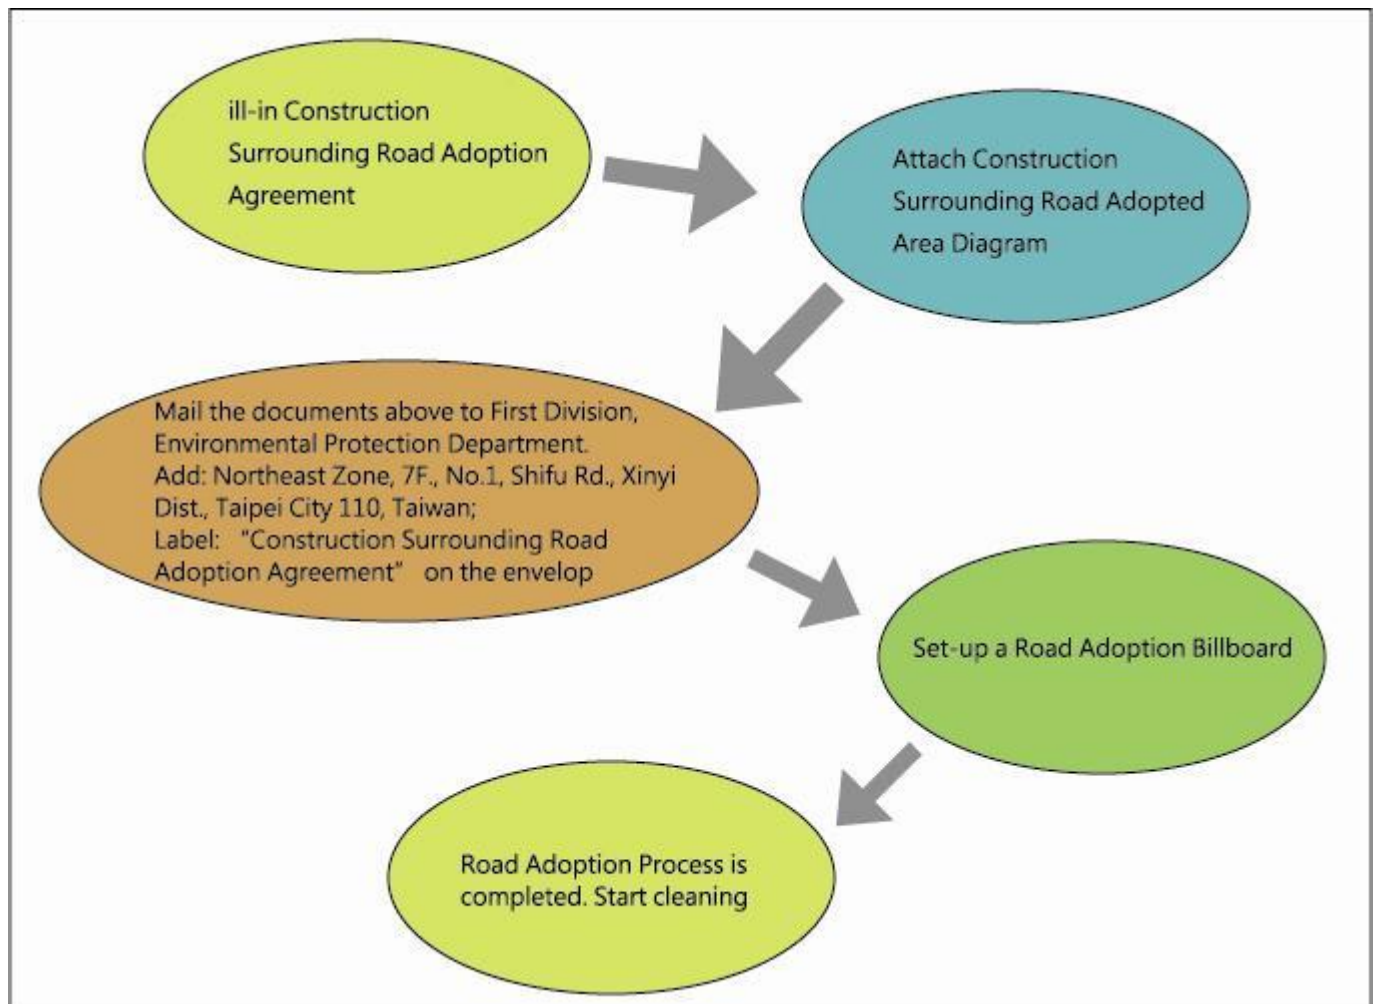 ill-in Construction
Surrounding Road Adoption
Agreement
Attach Construction
Surrounding Road Adopted
Area Diagram
Mail the documents above to First Division,
Environmental Protection Department.
Add: Northeast Zone, 7F., No.1, Shifu Rd., Xinyi
Dist., Taipei City 110, Taiwan;
Label: “Construction Surrounding Road
Adoption Agreement” on the envelop
Set-up a Road Adoption Billboard
Road Adoption Process is
completed. Start cleaning